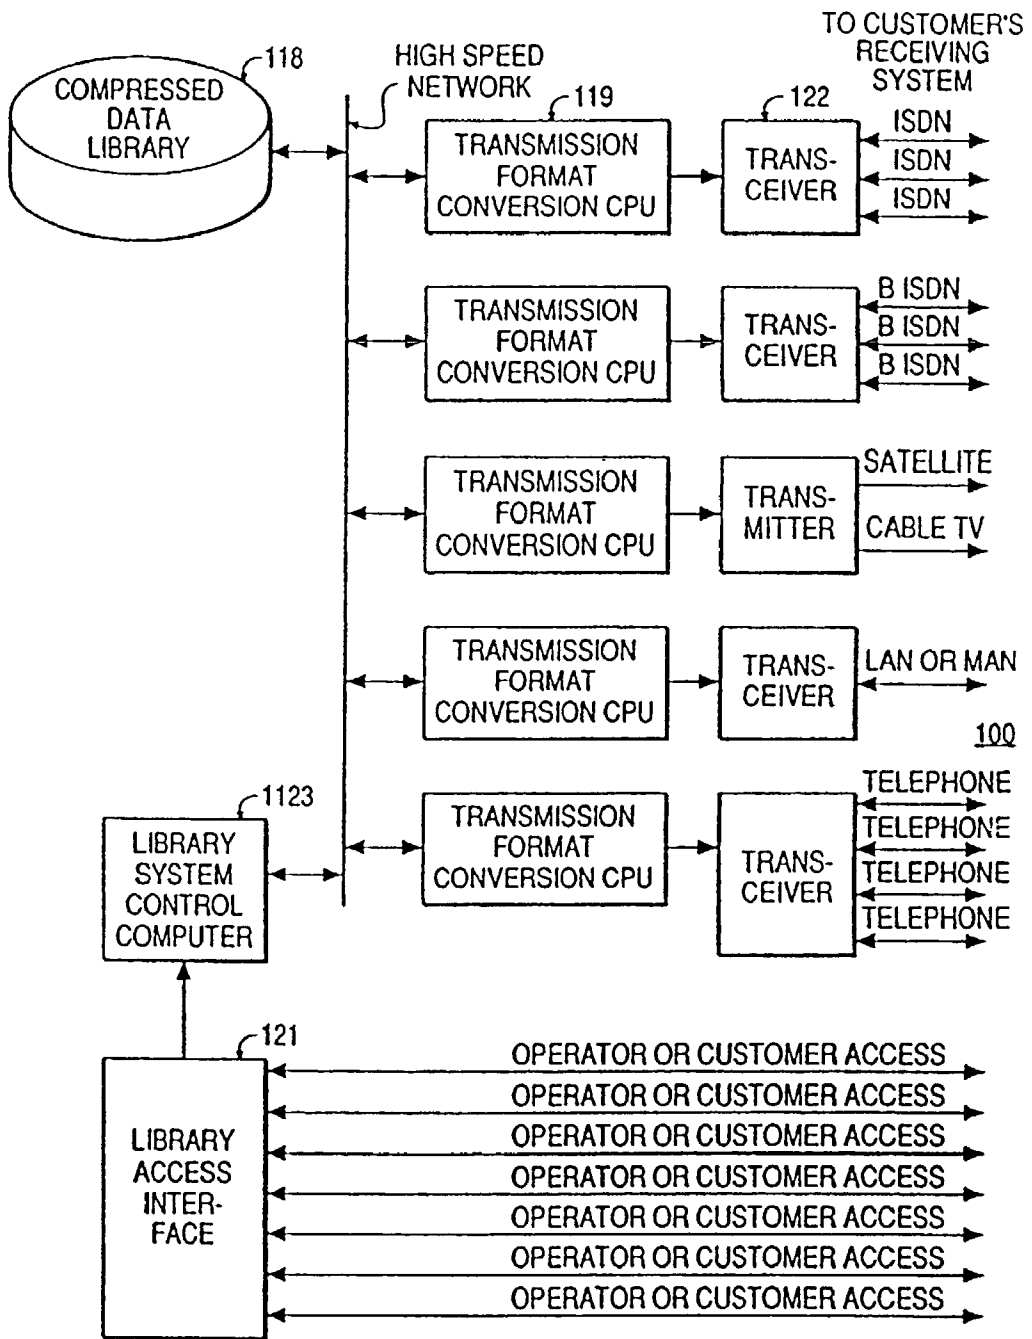 TO CUSTOMER'S
RECEIVING
SYSTEM
118
COMPRESSED
DATA
LIBRARY
HIGH SPEED
NETWORK
119
TRANSMISSION
FORMAT
CONVERSION CPU
122
TRANS-
CEIVER
ISDN
ISDN
ISDN
TRANSMISSION
FORMAT
CONVERSION CPU
TRANS-
CEIVER
B ISDN
B ISDN
B ISDN
TRANSMISSION
FORMAT
CONVERSION CPU
TRANS-
MITTER
SATELLITE
CABLE TV
TRANSMISSION
FORMAT
CONVERSION CPU
TRANS-
CEIVER
LAN OR MAN
100
1123
LIBRARY
SYSTEM
CONTROL
COMPUTER
TRANSMISSION
FORMAT
CONVERSION CPU
TRANS-
CEIVER
TELEPHONE
TELEPHONE
TELEPHONE
TELEPHONE
121
LIBRARY
ACCESS
INTER-
FACE
OPERATOR OR CUSTOMER ACCESS
OPERATOR OR CUSTOMER ACCESS
OPERATOR OR CUSTOMER ACCESS
OPERATOR OR CUSTOMER ACCESS
OPERATOR OR CUSTOMER ACCESS
OPERATOR OR CUSTOMER ACCESS
OPERATOR OR CUSTOMER ACCESS